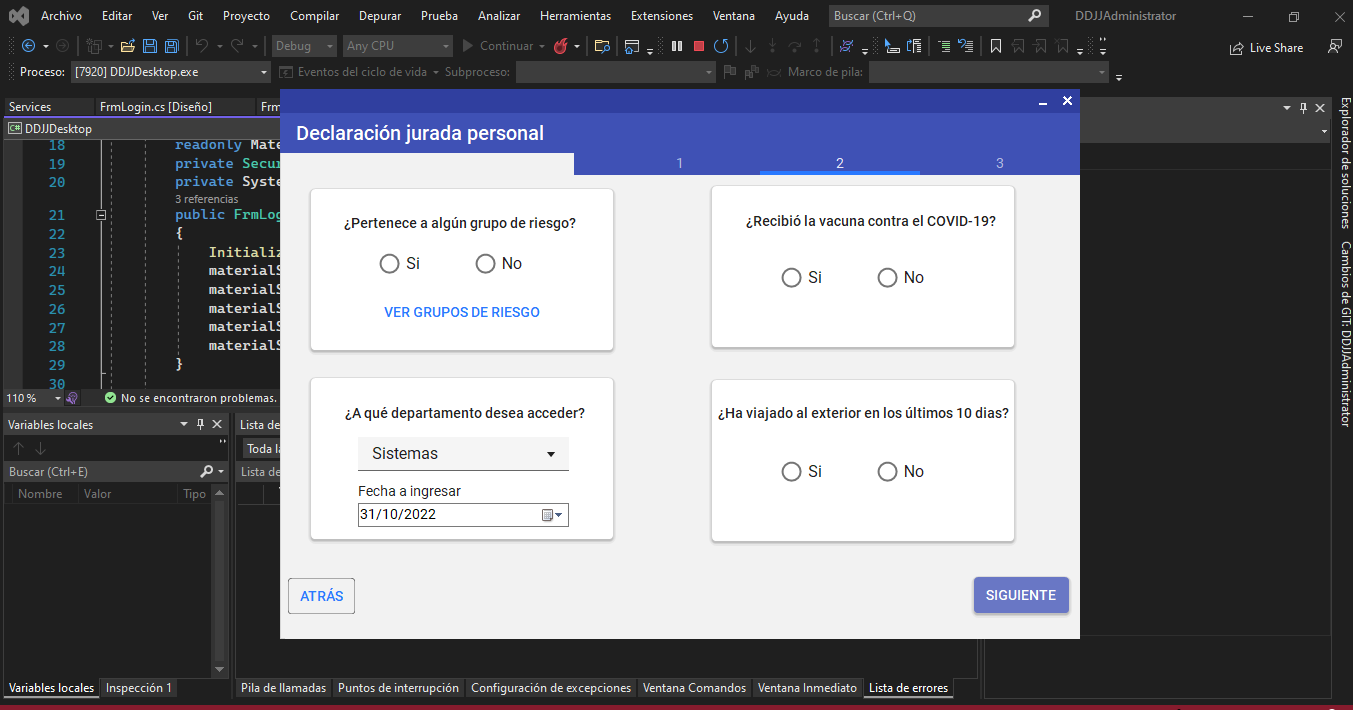 Archivo Editar Ver Git Proyecto Compilar Depurar Prueba Analizar Herramientas Extensiones Ventana Ayuda Buscar (Ctrl+Q) DDJJAdministrator
Debug Any CPU Continuar Live Share
Proceso: [7920] DDJJDesktop.exe Eventos del ciclo de vida Subproceso: Marco de pila:
Services FrmLogin.cs [Diseño] Frm
DDJJDesktop
18 readonly Mate
19 private Secur
20 private Syste
3 referencias
21 public FrmLog
22 {
23 Initializ
24 materialS
25 materialS
26 materialS
27 materialS
28 materialS
29 }
30
110 % No se encontraron problemas.
Variables locales
Buscar (Ctrl+E)
Nombre Valor Tipo
Lista de
Toda la
Lista de
Declaración jurada personal
1 2 3
¿Pertenece a algún grupo de riesgo?
Si No
VER GRUPOS DE RIESGO
¿Recibió la vacuna contra el COVID-19?
Si No
¿A qué departamento desea acceder?
Sistemas
Fecha a ingresar
31/10/2022
¿Ha viajado al exterior en los últimos 10 dias?
Si No
ATRÁS
SIGUIENTE
Explorador de soluciones
Cambios de GIT: DDJJAdministrator
Variables locales Inspección 1
Pila de llamadas Puntos de interrupción Configuración de excepciones Ventana Comandos Ventana Inmediato Lista de errores